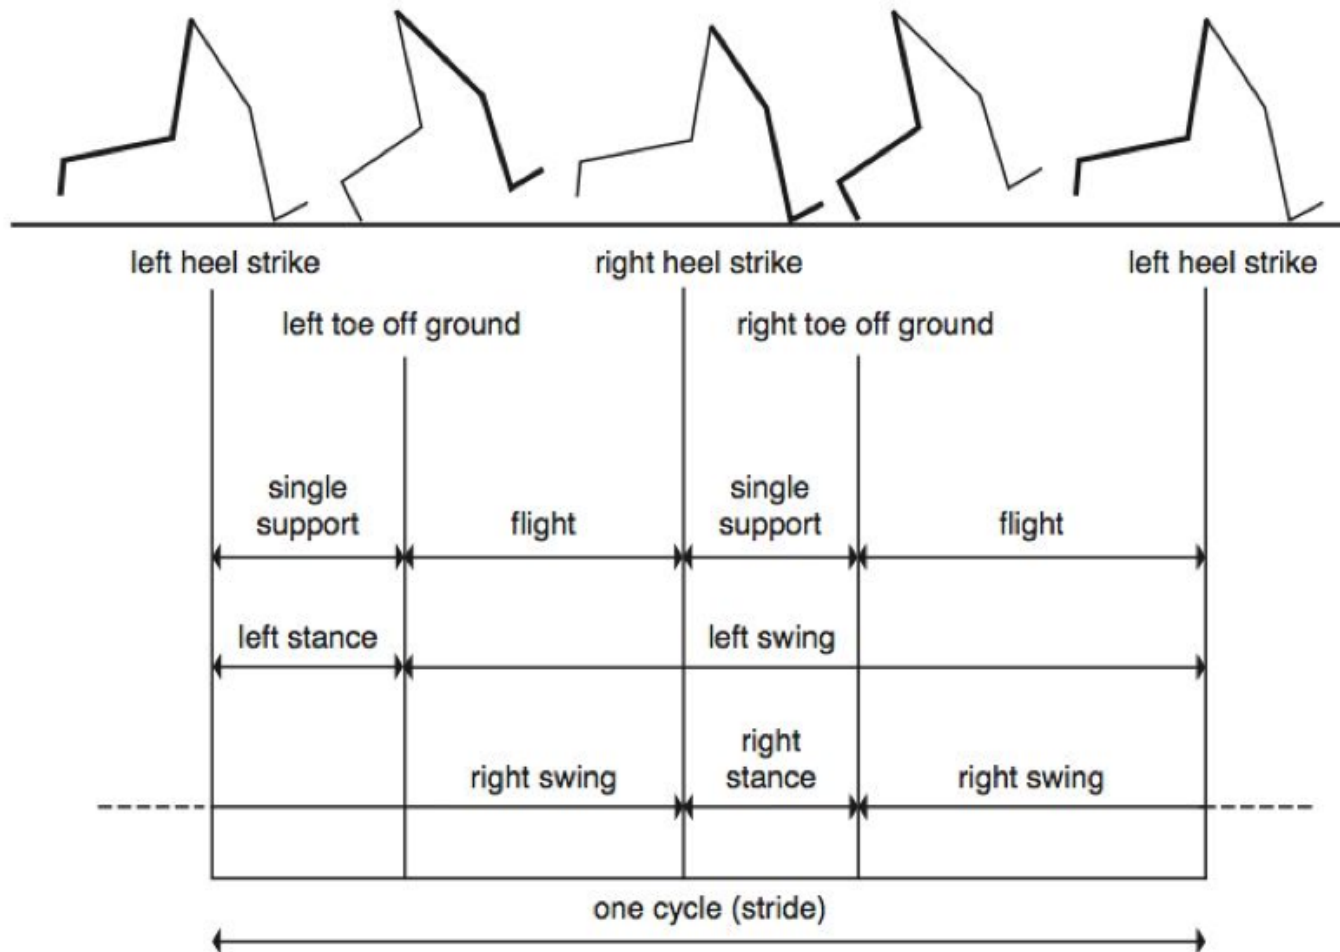 left heel strike
right heel strike
left heel strike
left toe off ground
right toe off ground
single
support
flight
single
support
flight
left stance
left swing
right swing
right
stance
right swing
one cycle (stride)